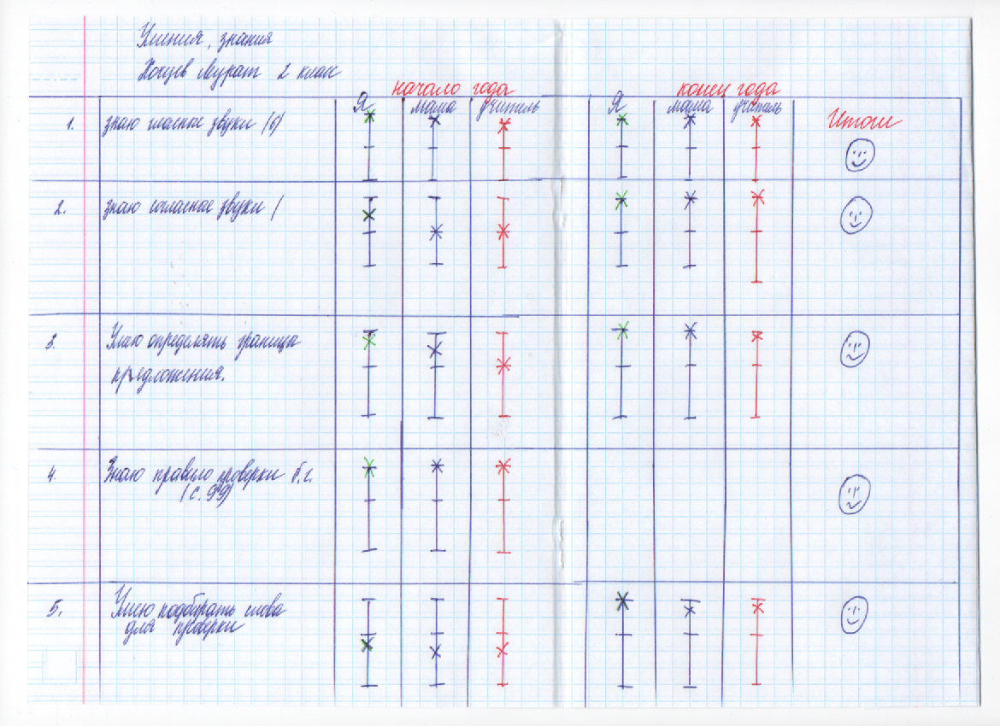 Умения, знания
Хоцев Мурат 2 класс
начало года конец года
Я мама учитель Я мама учитель Итоги
1. знаю гласные звуки (6)
2. знаю согласные звуки /
3. Умею определять границы
предложения.
4. Знаю правило проверки б.г.
(с. 99)
5. Умею подбирать слова
для проверки